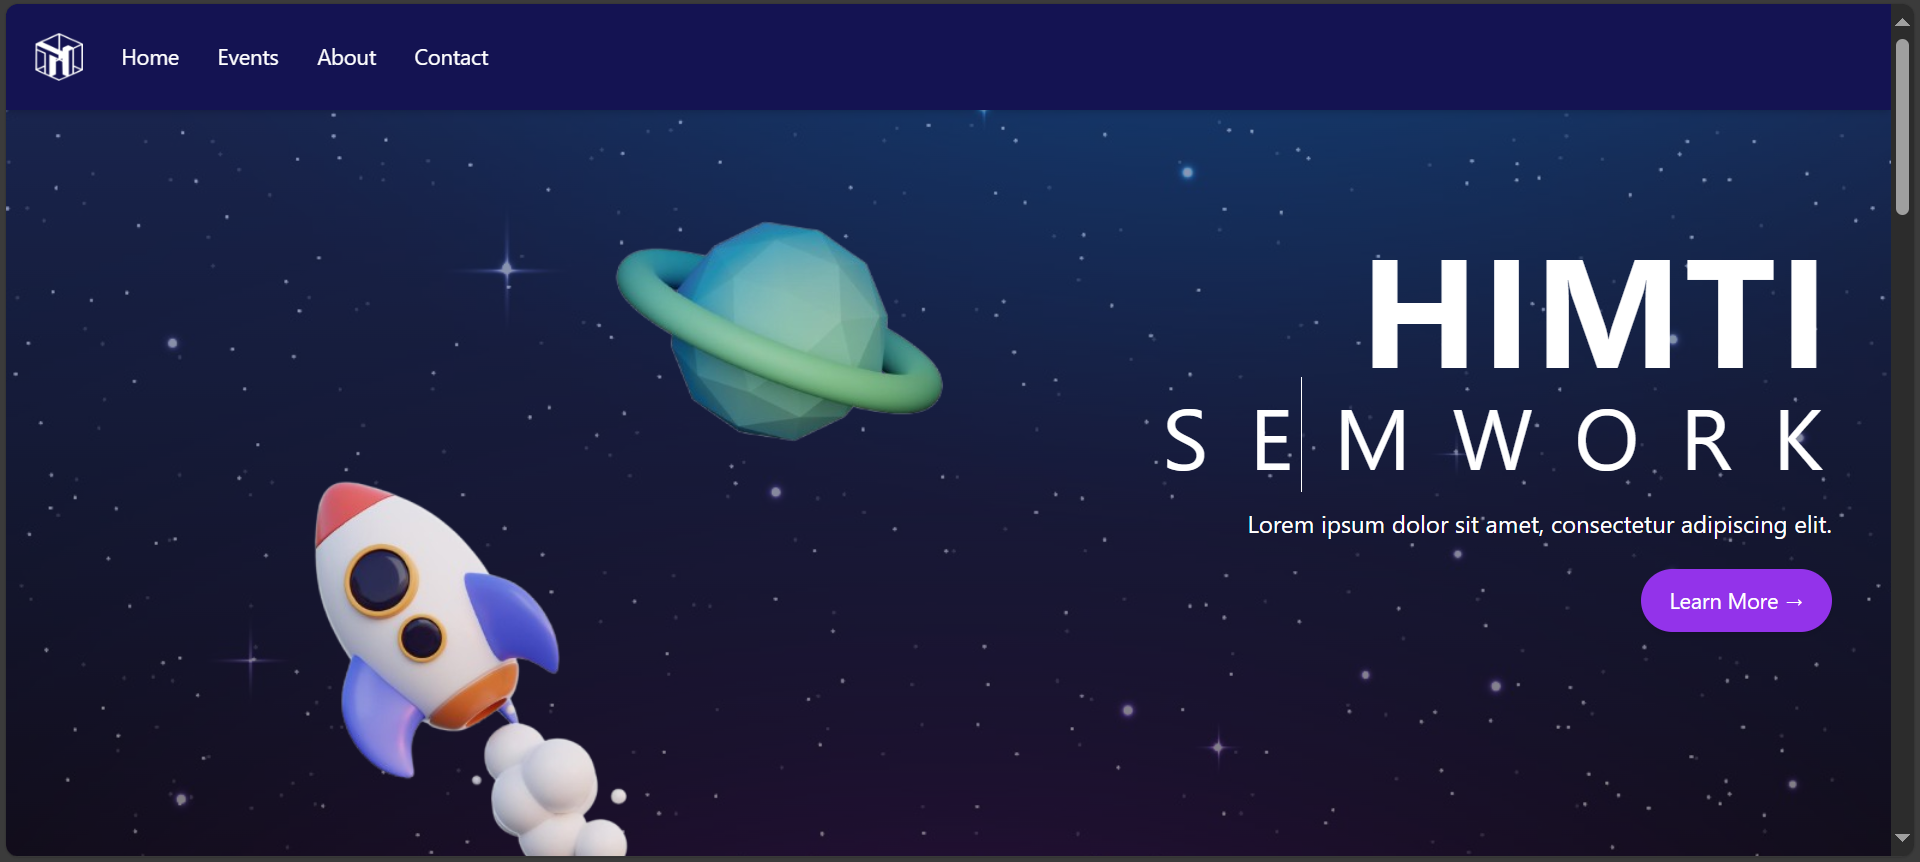 Home Events About Contact
HIMTI
SEMWORK
Lorem ipsum dolor sit amet, consectetur adipiscing elit.
Learn More →